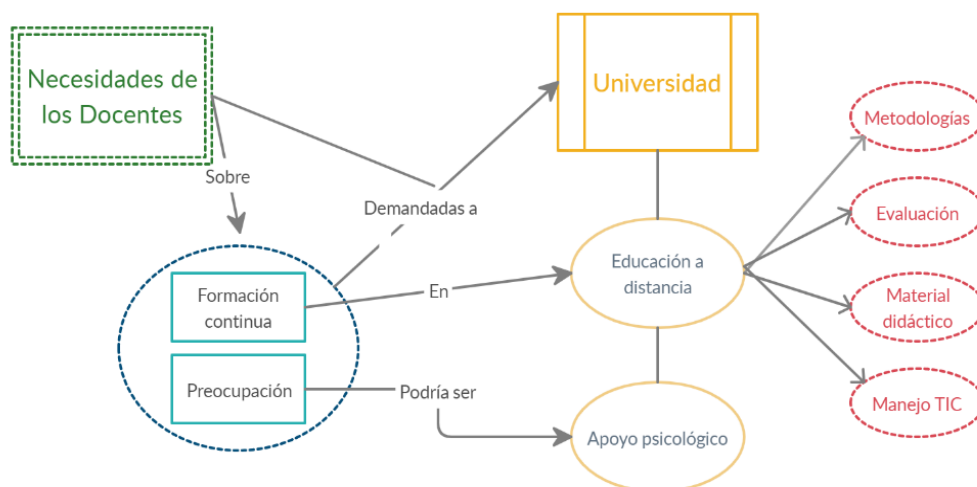 Necesidades de
los Docentes
Universidad
Metodologías
Sobre
Demandadas a
Evaluación
Formación
continua
En
Educación a
distancia
Material
didáctico
Preocupación
Podría ser
Apoyo psicológico
Manejo TIC